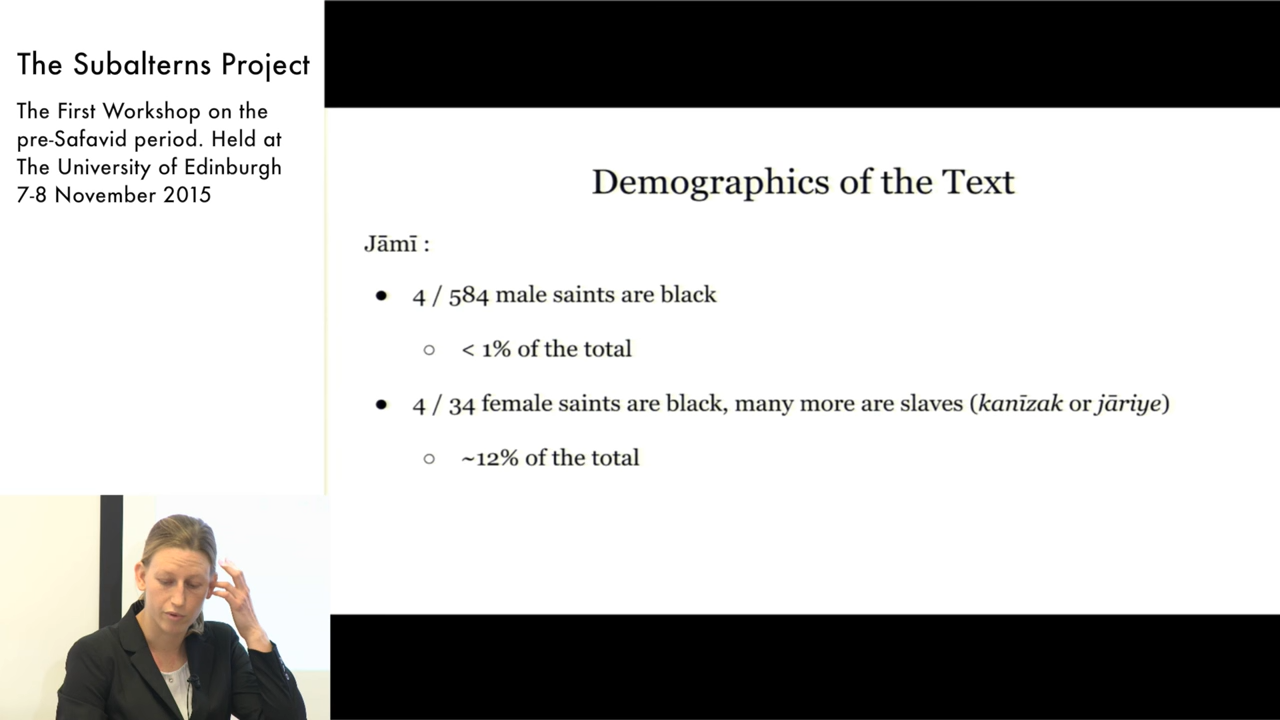 The Subalterns Project
The First Workshop on the
pre-Safavid period. Held at
The University of Edinburgh
7-8 November 2015
Demographics of the Text
Jāmī :
● 4 / 584 male saints are black
○ < 1% of the total
● 4 / 34 female saints are black, many more are slaves (kanīzak or jāriye)
○ ~12% of the total